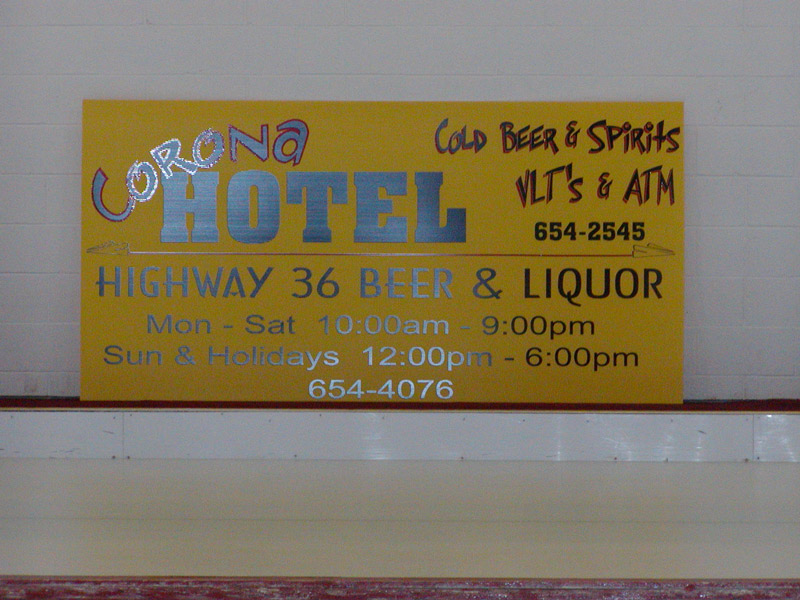 Corona
HOTEL
COLD BEER & SPiRitS
VLT's & ATM
654-2545
HIGHWAY 36 BEER & LIQUOR
Mon - Sat 10:00am - 9:00pm
Sun & Holidays 12:00pm - 6:00pm
654-4076